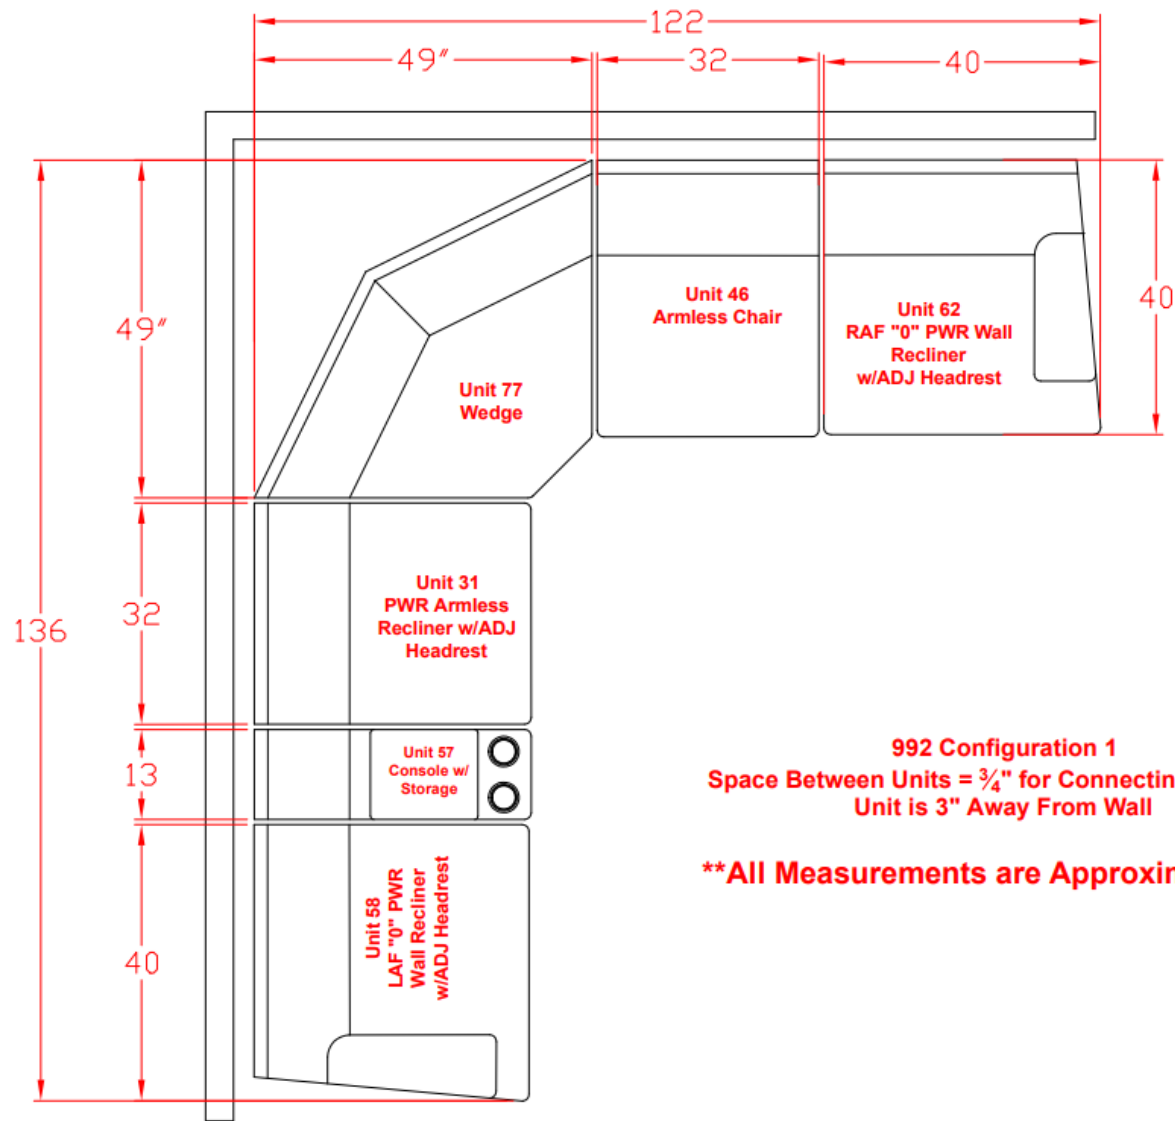 122
49"
32
40
40
49"
136
32
13
40
Unit 46
Armless Chair
Unit 62
RAF "0" PWR Wall
Recliner
w/ADJ Headrest
Unit 77
Wedge
Unit 31
PWR Armless
Recliner w/ADJ
Headrest
Unit 57
Console w/
Storage
Unit 58
LAF "0" PWR
Wall Recliner
w/ADJ Headrest
992 Configuration 1
Space Between Units = ¾" for Connectin
Unit is 3" Away From Wall
**All Measurements are Approxi